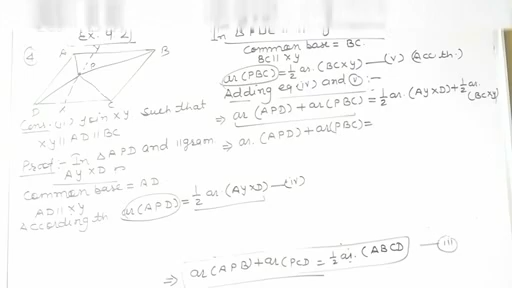 Ex. 4.2
④
A Y B
P
D X C
Const. (ii) join XY such that
XY || AD || BC
Proof - In ΔAPD and ||gram
AYXD
Common base = AD
AD || XY
According th ar(APD) = 1/2 ar. (AYXD) — (iv)
Common base = BC.
BC || XY
ar(PBC) = 1/2 ar. (BCXY) — (v) (Acc th.)
Adding eq (iv) and (v) :-
⇒ ar(APD) + ar(PBC) = 1/2 ar. (AYXD) + 1/2 ar. (BCXY)
⇒ ar. (APD) + ar(PBC) =
⇒ ar(APB) + ar(PCD = 1/2 ar. (ABCD — (iii)